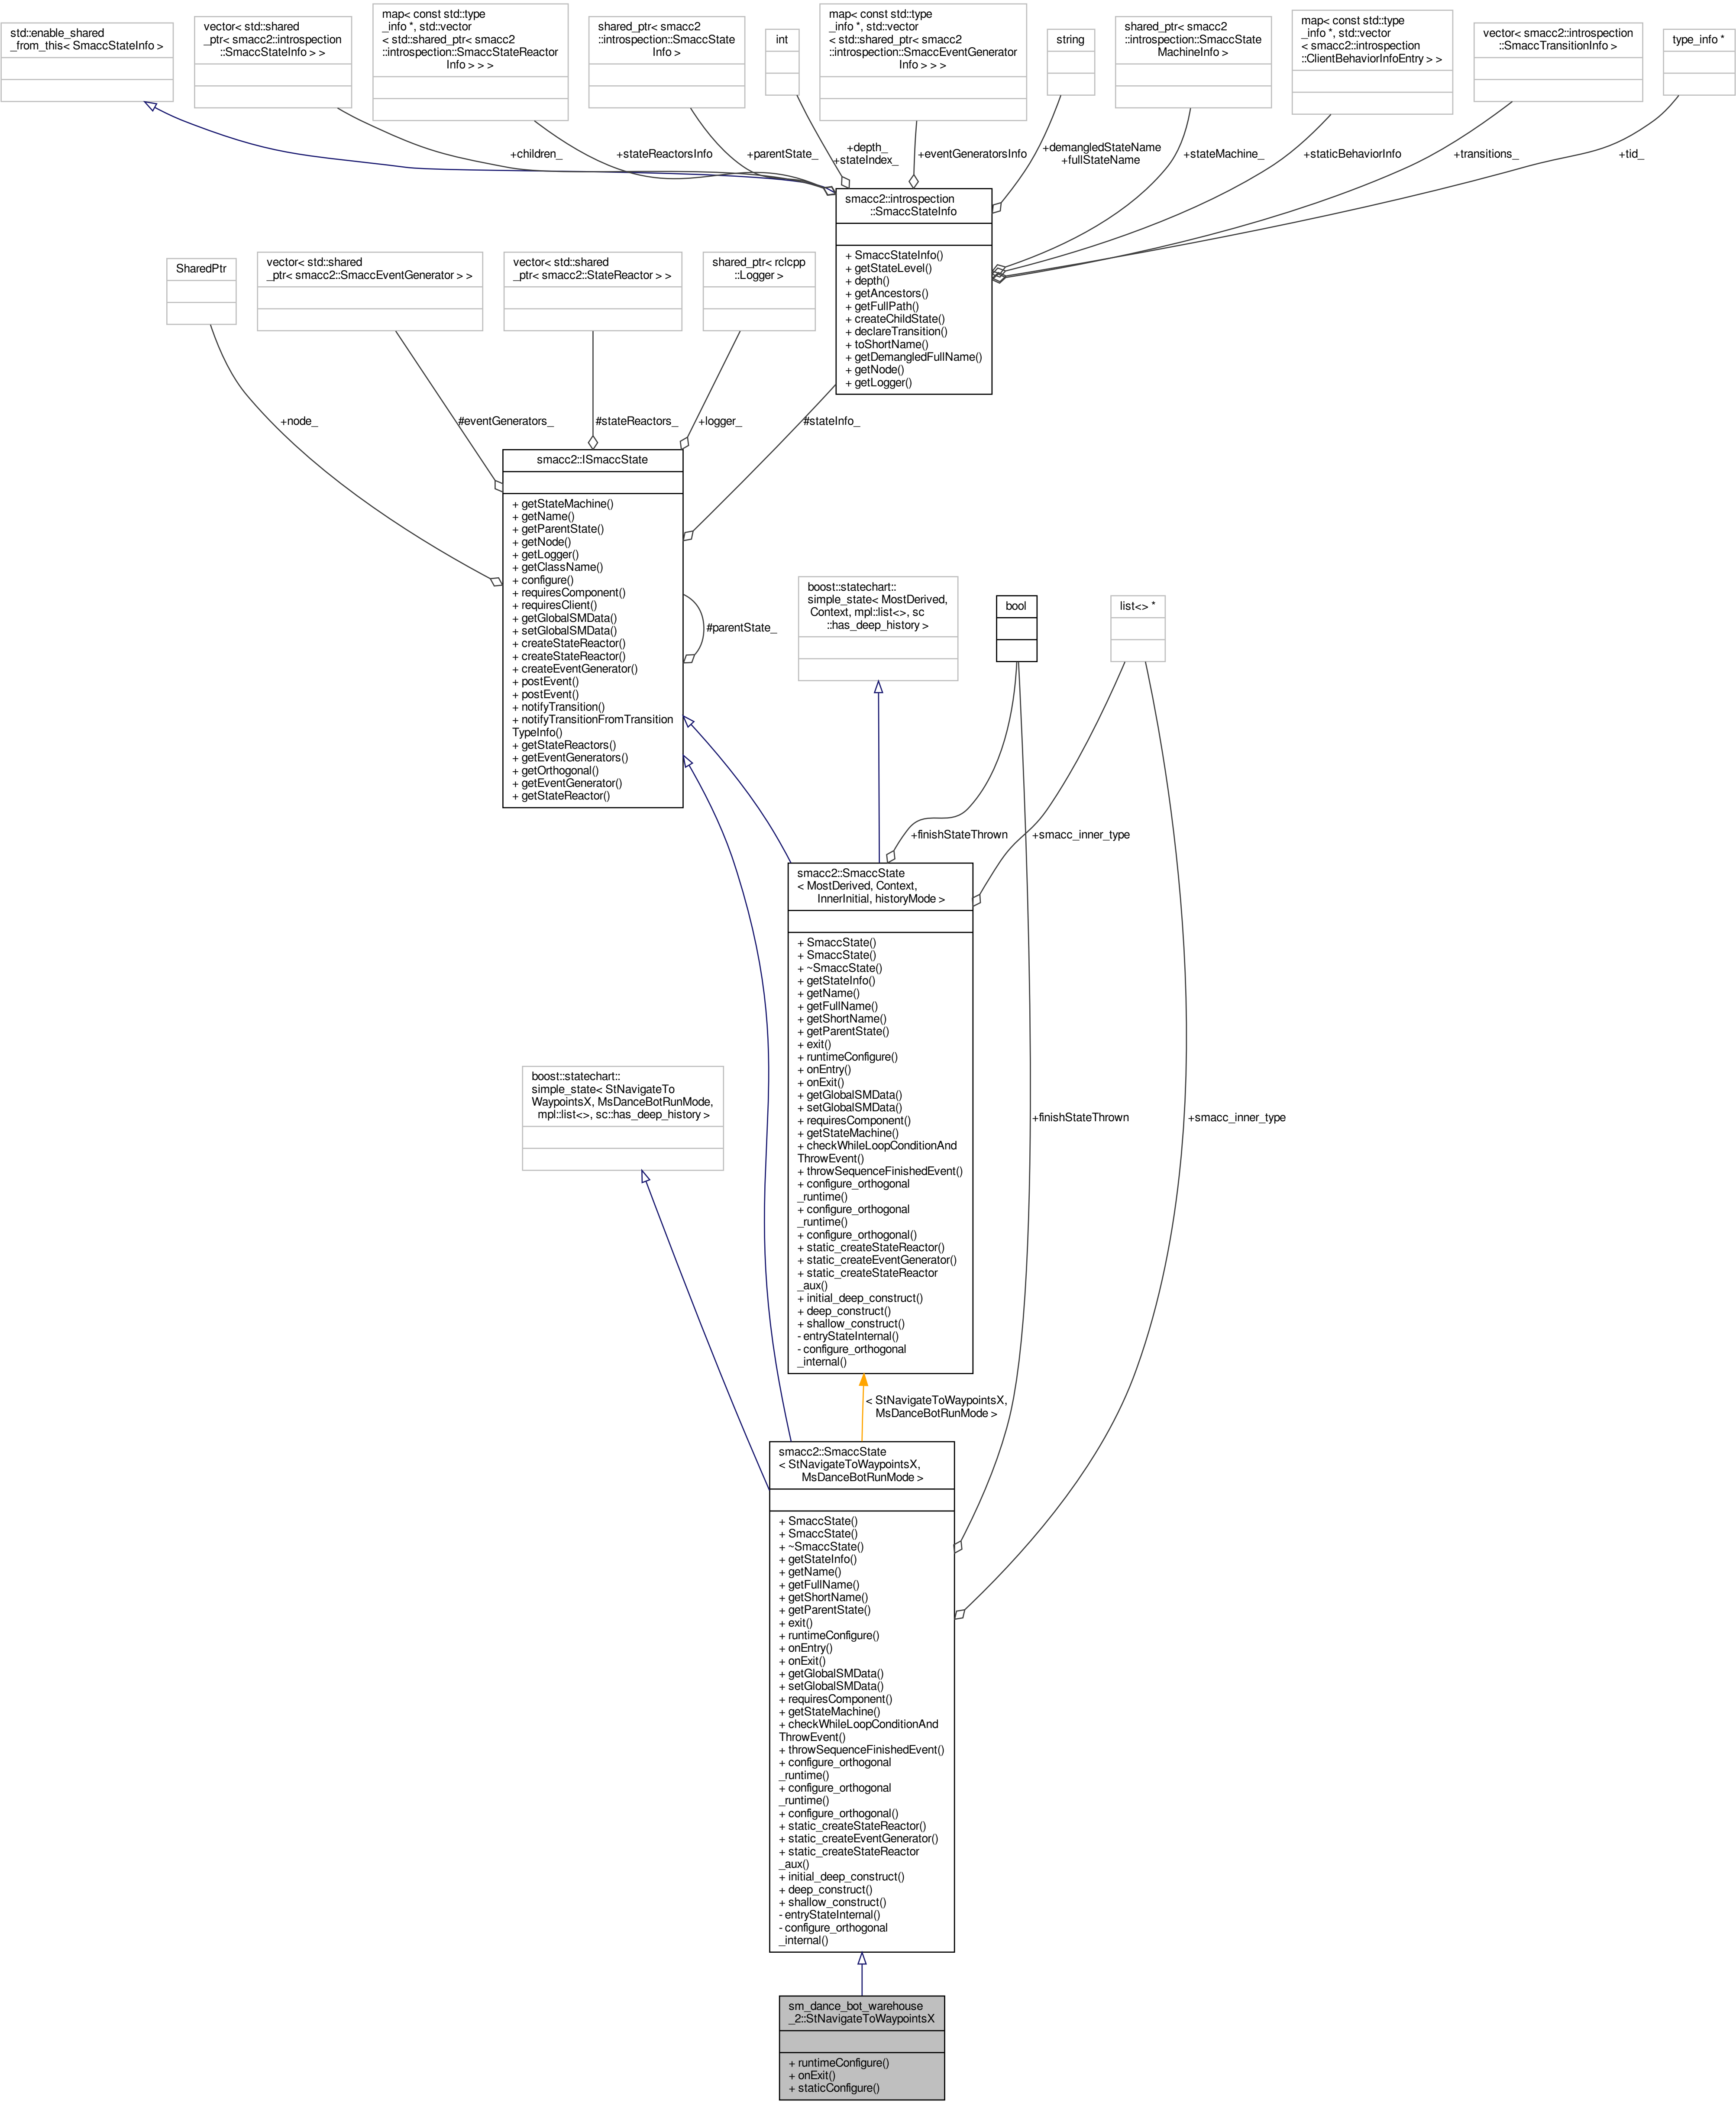 std::enable_shared
_from_this< SmaccStateInfo >
vector< std::shared
_ptr< smacc2::introspection
::SmaccStateInfo > >
map< const std::type
_info *, std::vector
< std::shared_ptr< smacc2
::introspection::SmaccStateReactor
Info > > >
shared_ptr< smacc2
::introspection::SmaccState
Info >
int
map< const std::type
_info *, std::vector
< std::shared_ptr< smacc2
::introspection::SmaccEventGenerator
Info > > >
string
shared_ptr< smacc2
::introspection::SmaccState
MachineInfo >
map< const std::type
_info *, std::vector
< smacc2::introspection
::ClientBehaviorInfoEntry > >
vector< smacc2::introspection
::SmaccTransitionInfo >
type_info *
+children_
+stateReactorsInfo
+parentState_
+depth_
+stateIndex_
+eventGeneratorsInfo
+demangledStateName
+fullStateName
+stateMachine_
+staticBehaviorInfo
+transitions_
+tid_
smacc2::introspection
::SmaccStateInfo
+ SmaccStateInfo()
+ getStateLevel()
+ depth()
+ getAncestors()
+ getFullPath()
+ createChildState()
+ declareTransition()
+ toShortName()
+ getDemangledFullName()
+ getNode()
+ getLogger()
SharedPtr
vector< std::shared
_ptr< smacc2::SmaccEventGenerator > >
vector< std::shared
_ptr< smacc2::StateReactor > >
shared_ptr< rclcpp
::Logger >
+node_
#eventGenerators_
#stateReactors_
+logger_
#stateInfo_
smacc2::ISmaccState
+ getStateMachine()
+ getName()
+ getParentState()
+ getNode()
+ getLogger()
+ getClassName()
+ configure()
+ requiresComponent()
+ requiresClient()
+ getGlobalSMData()
+ setGlobalSMData()
+ createStateReactor()
+ createStateReactor()
+ createEventGenerator()
+ postEvent()
+ postEvent()
+ notifyTransition()
+ notifyTransitionFromTransition
TypeInfo()
+ getStateReactors()
+ getEventGenerators()
+ getOrthogonal()
+ getEventGenerator()
+ getStateReactor()
#parentState_
boost::statechart::
simple_state< MostDerived,
Context, mpl::list<>, sc
::has_deep_history >
bool
list<> *
+finishStateThrown
+smacc_inner_type
smacc2::SmaccState
< MostDerived, Context,
InnerInitial, historyMode >
+ SmaccState()
+ SmaccState()
+ ~SmaccState()
+ getStateInfo()
+ getName()
+ getFullName()
+ getShortName()
+ getParentState()
+ exit()
+ runtimeConfigure()
+ onEntry()
+ onExit()
+ getGlobalSMData()
+ setGlobalSMData()
+ requiresComponent()
+ getStateMachine()
+ checkWhileLoopConditionAnd
ThrowEvent()
+ throwSequenceFinishedEvent()
+ configure_orthogonal
_runtime()
+ configure_orthogonal
_runtime()
+ configure_orthogonal()
+ static_createStateReactor()
+ static_createEventGenerator()
+ static_createStateReactor
_aux()
+ initial_deep_construct()
+ deep_construct()
+ shallow_construct()
- entryStateInternal()
- configure_orthogonal
_internal()
boost::statechart::
simple_state< StNavigateTo
WaypointsX, MsDanceBotRunMode,
mpl::list<>, sc::has_deep_history >
+finishStateThrown
+smacc_inner_type
< StNavigateToWaypointsX,
MsDanceBotRunMode >
smacc2::SmaccState
< StNavigateToWaypointsX,
MsDanceBotRunMode >
+ SmaccState()
+ SmaccState()
+ ~SmaccState()
+ getStateInfo()
+ getName()
+ getFullName()
+ getShortName()
+ getParentState()
+ exit()
+ runtimeConfigure()
+ onEntry()
+ onExit()
+ getGlobalSMData()
+ setGlobalSMData()
+ requiresComponent()
+ getStateMachine()
+ checkWhileLoopConditionAnd
ThrowEvent()
+ throwSequenceFinishedEvent()
+ configure_orthogonal
_runtime()
+ configure_orthogonal
_runtime()
+ configure_orthogonal()
+ static_createStateReactor()
+ static_createEventGenerator()
+ static_createStateReactor
_aux()
+ initial_deep_construct()
+ deep_construct()
+ shallow_construct()
- entryStateInternal()
- configure_orthogonal
_internal()
sm_dance_bot_warehouse
_2::StNavigateToWaypointsX
+ runtimeConfigure()
+ onExit()
+ staticConfigure()